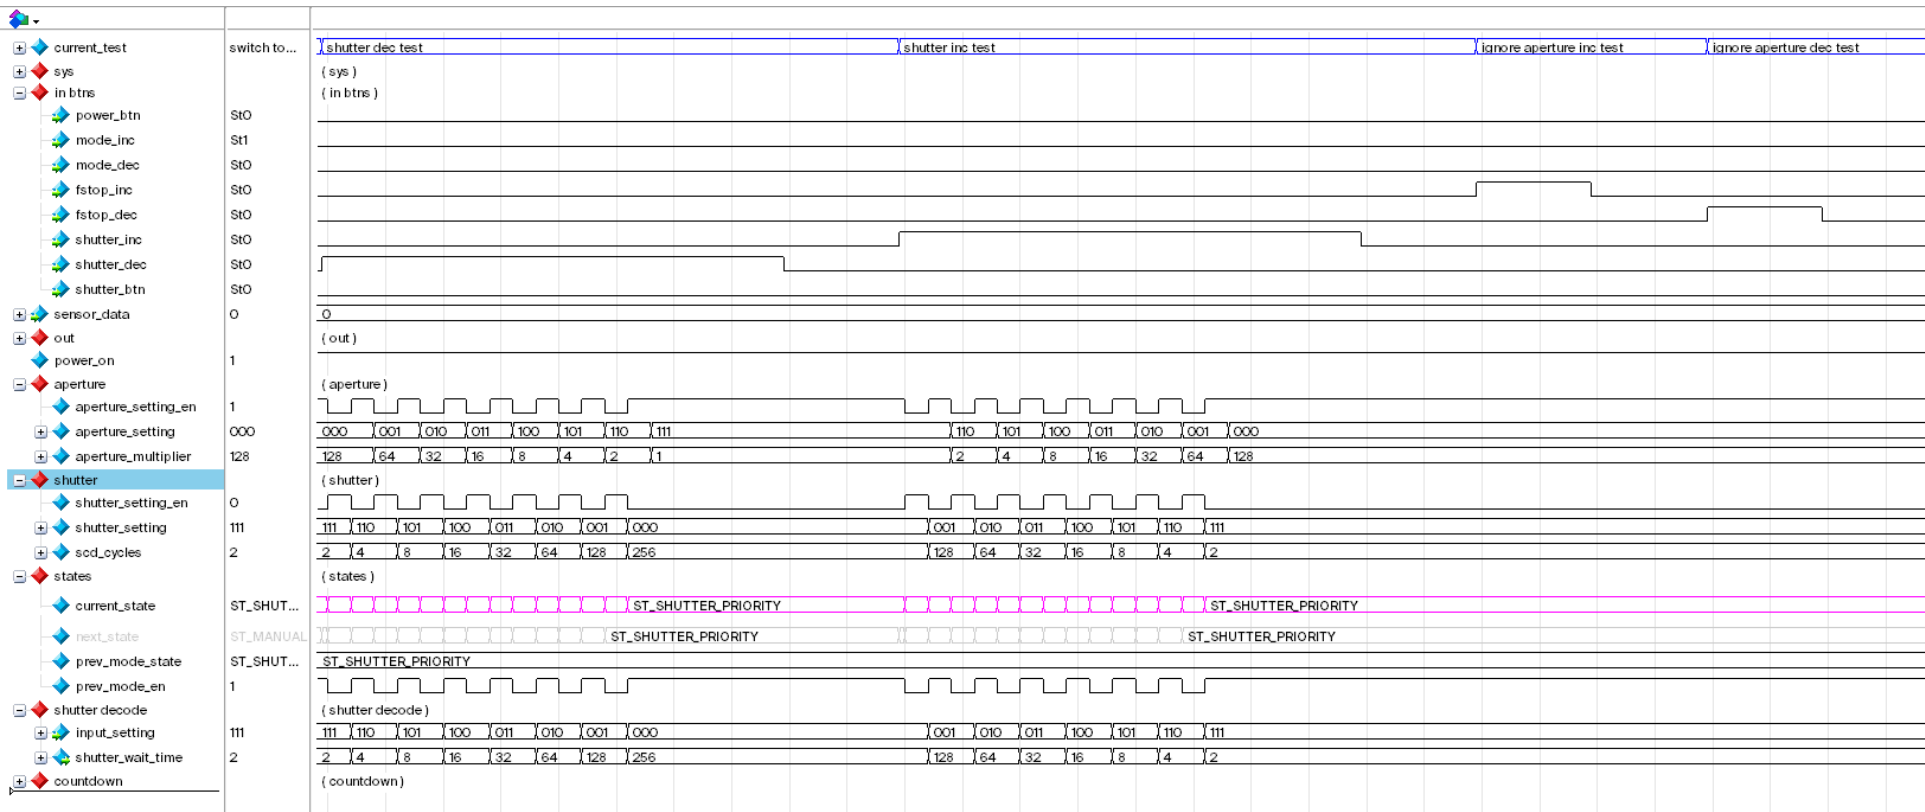 current_test switch to... shutter dec test shutter inc test ignore aperture inc test ignore aperture dec test
sys ( sys )
in btns ( in btns )
power_btn St0
mode_inc St1
mode_dec St0
fstop_inc St0
fstop_dec St0
shutter_inc St0
shutter_dec St0
shutter_btn St0
sensor_data 0 0
out ( out )
power_on 1
aperture ( aperture )
aperture_setting_en 1
aperture_setting 000 000 001 010 011 100 101 110 111 110 101 100 011 010 001 000
aperture_multiplier 128 128 64 32 16 8 4 2 1 2 4 8 16 32 64 128
shutter ( shutter )
shutter_setting_en 0
shutter_setting 111 111 110 101 100 011 010 001 000 001 010 011 100 101 110 111
scd_cycles 2 2 4 8 16 32 64 128 256 128 64 32 16 8 4 2
states ( states )
current_state ST_SHUT... ST_SHUTTER_PRIORITY ST_SHUTTER_PRIORITY
next_state ST_MANUAL ST_SHUTTER_PRIORITY ST_SHUTTER_PRIORITY
prev_mode_state ST_SHUT... ST_SHUTTER_PRIORITY
prev_mode_en 1
shutter decode ( shutter decode )
input_setting 111 111 110 101 100 011 010 001 000 001 010 011 100 101 110 111
shutter_wait_time 2 2 4 8 16 32 64 128 256 128 64 32 16 8 4 2
countdown ( countdown )